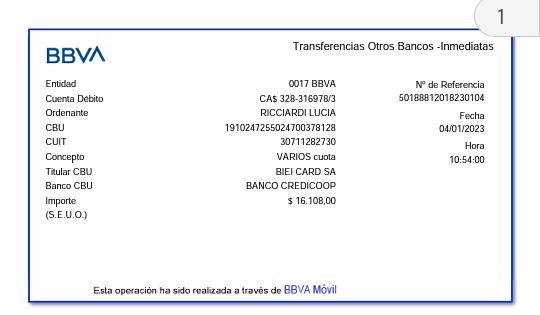 1
BBVA
Transferencias Otros Bancos -Inmediatas
Entidad 0017 BBVA
Cuenta Débito CA$ 328-316978/3
Ordenante RICCIARDI LUCIA
CBU 1910247255024700378128
CUIT 30711282730
Concepto VARIOS cuota
Titular CBU BIEI CARD SA
Banco CBU BANCO CREDICOOP
Importe $ 16.108,00
(S.E.U.O.)
Nº de Referencia
50188812018230104
Fecha
04/01/2023
Hora
10:54:00
Esta operación ha sido realizada a través de BBVA Móvil